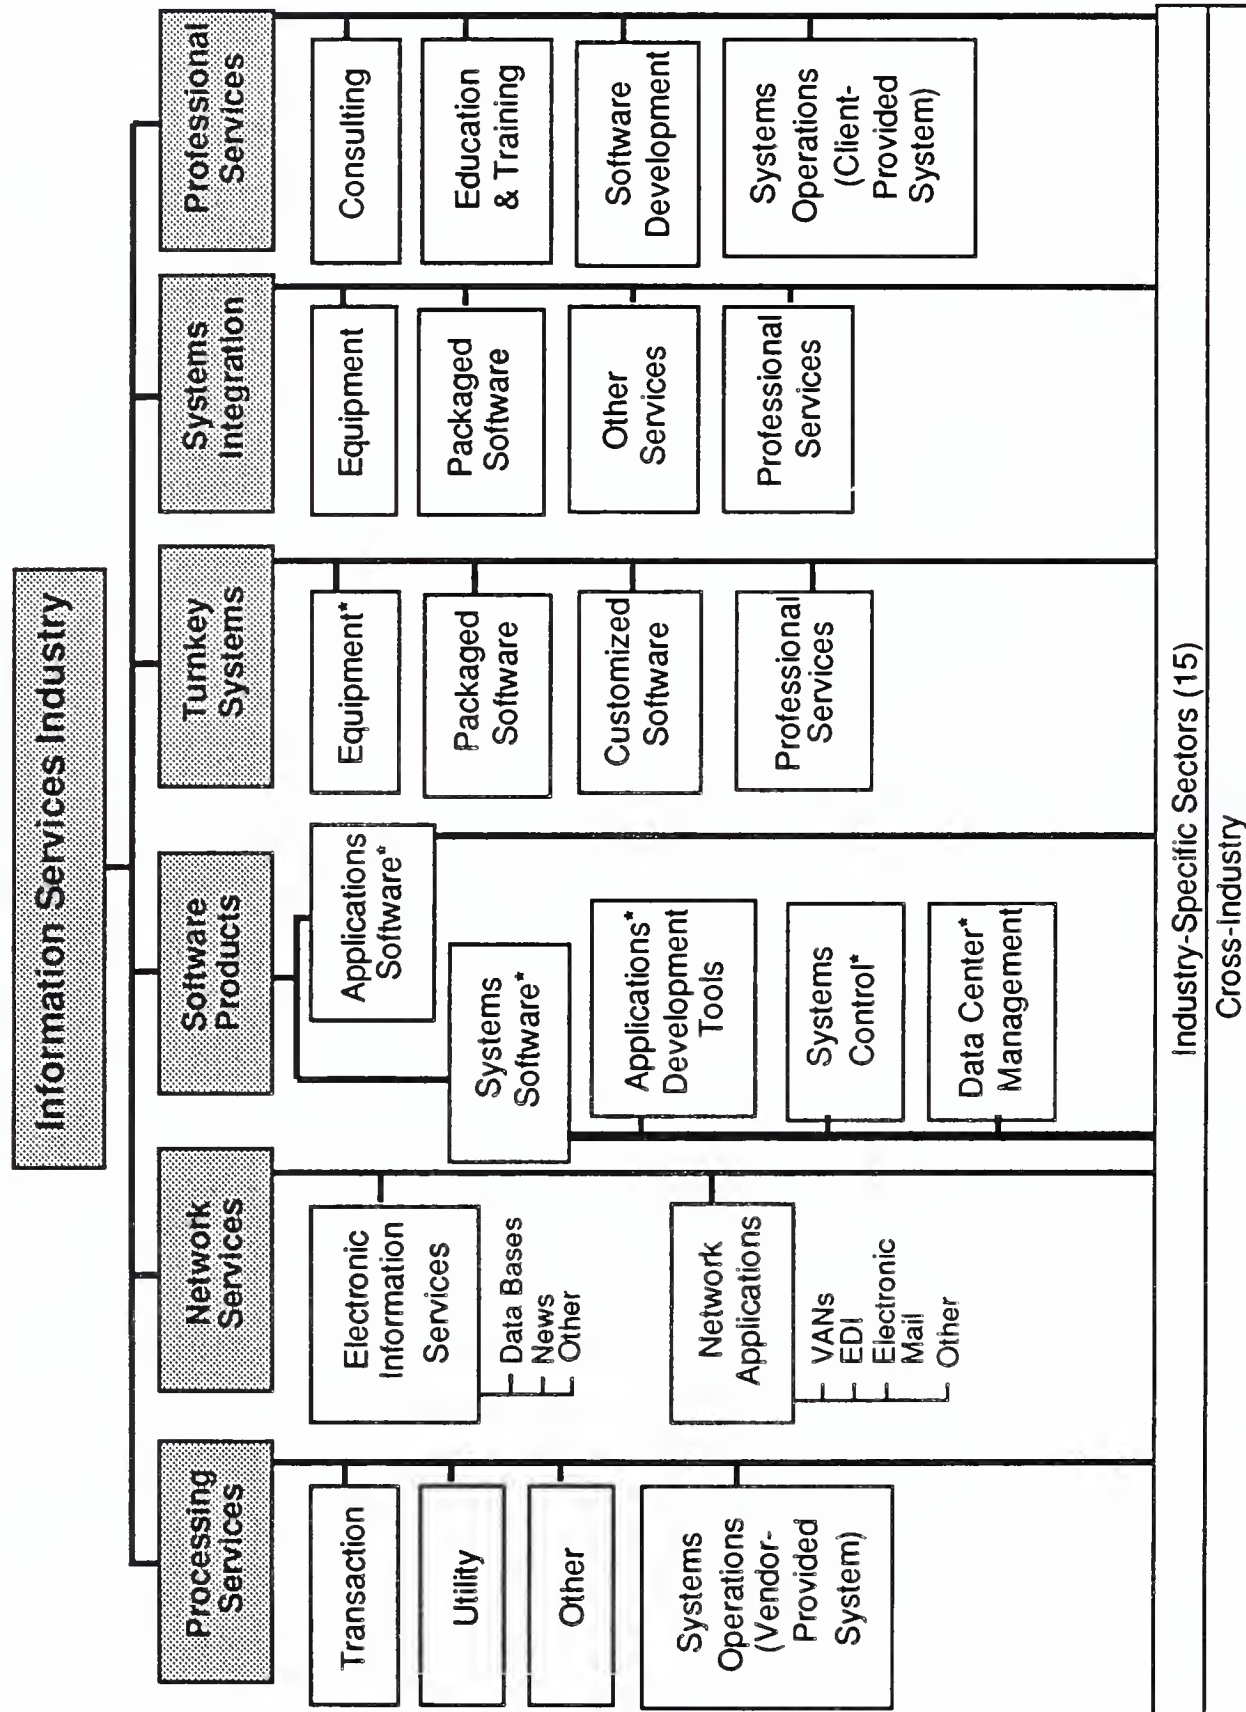 Information Services Industry
Processing
Services
Transaction
Utility
Other
Systems
Operations
(Vendor-
Provided
System)
Network
Services
Electronic
Information
Services
Data Bases
News
Other
Network
Applications
VANs
EDI
Electronic
Mail
Other
Software
Products
Applications
Software*
Systems
Software*
Applications*
Development
Tools
Systems
Control*
Data Center*
Management
Turnkey
Systems
Equipment*
Packaged
Software
Customized
Software
Professional
Services
Systems
Integration
Equipment
Packaged
Software
Other
Services
Professional
Services
Professional
Services
Consulting
Education
& Training
Software
Development
Systems
Operations
(Client-
Provided
System)
Industry-Specific Sectors (15)
Cross-Industry